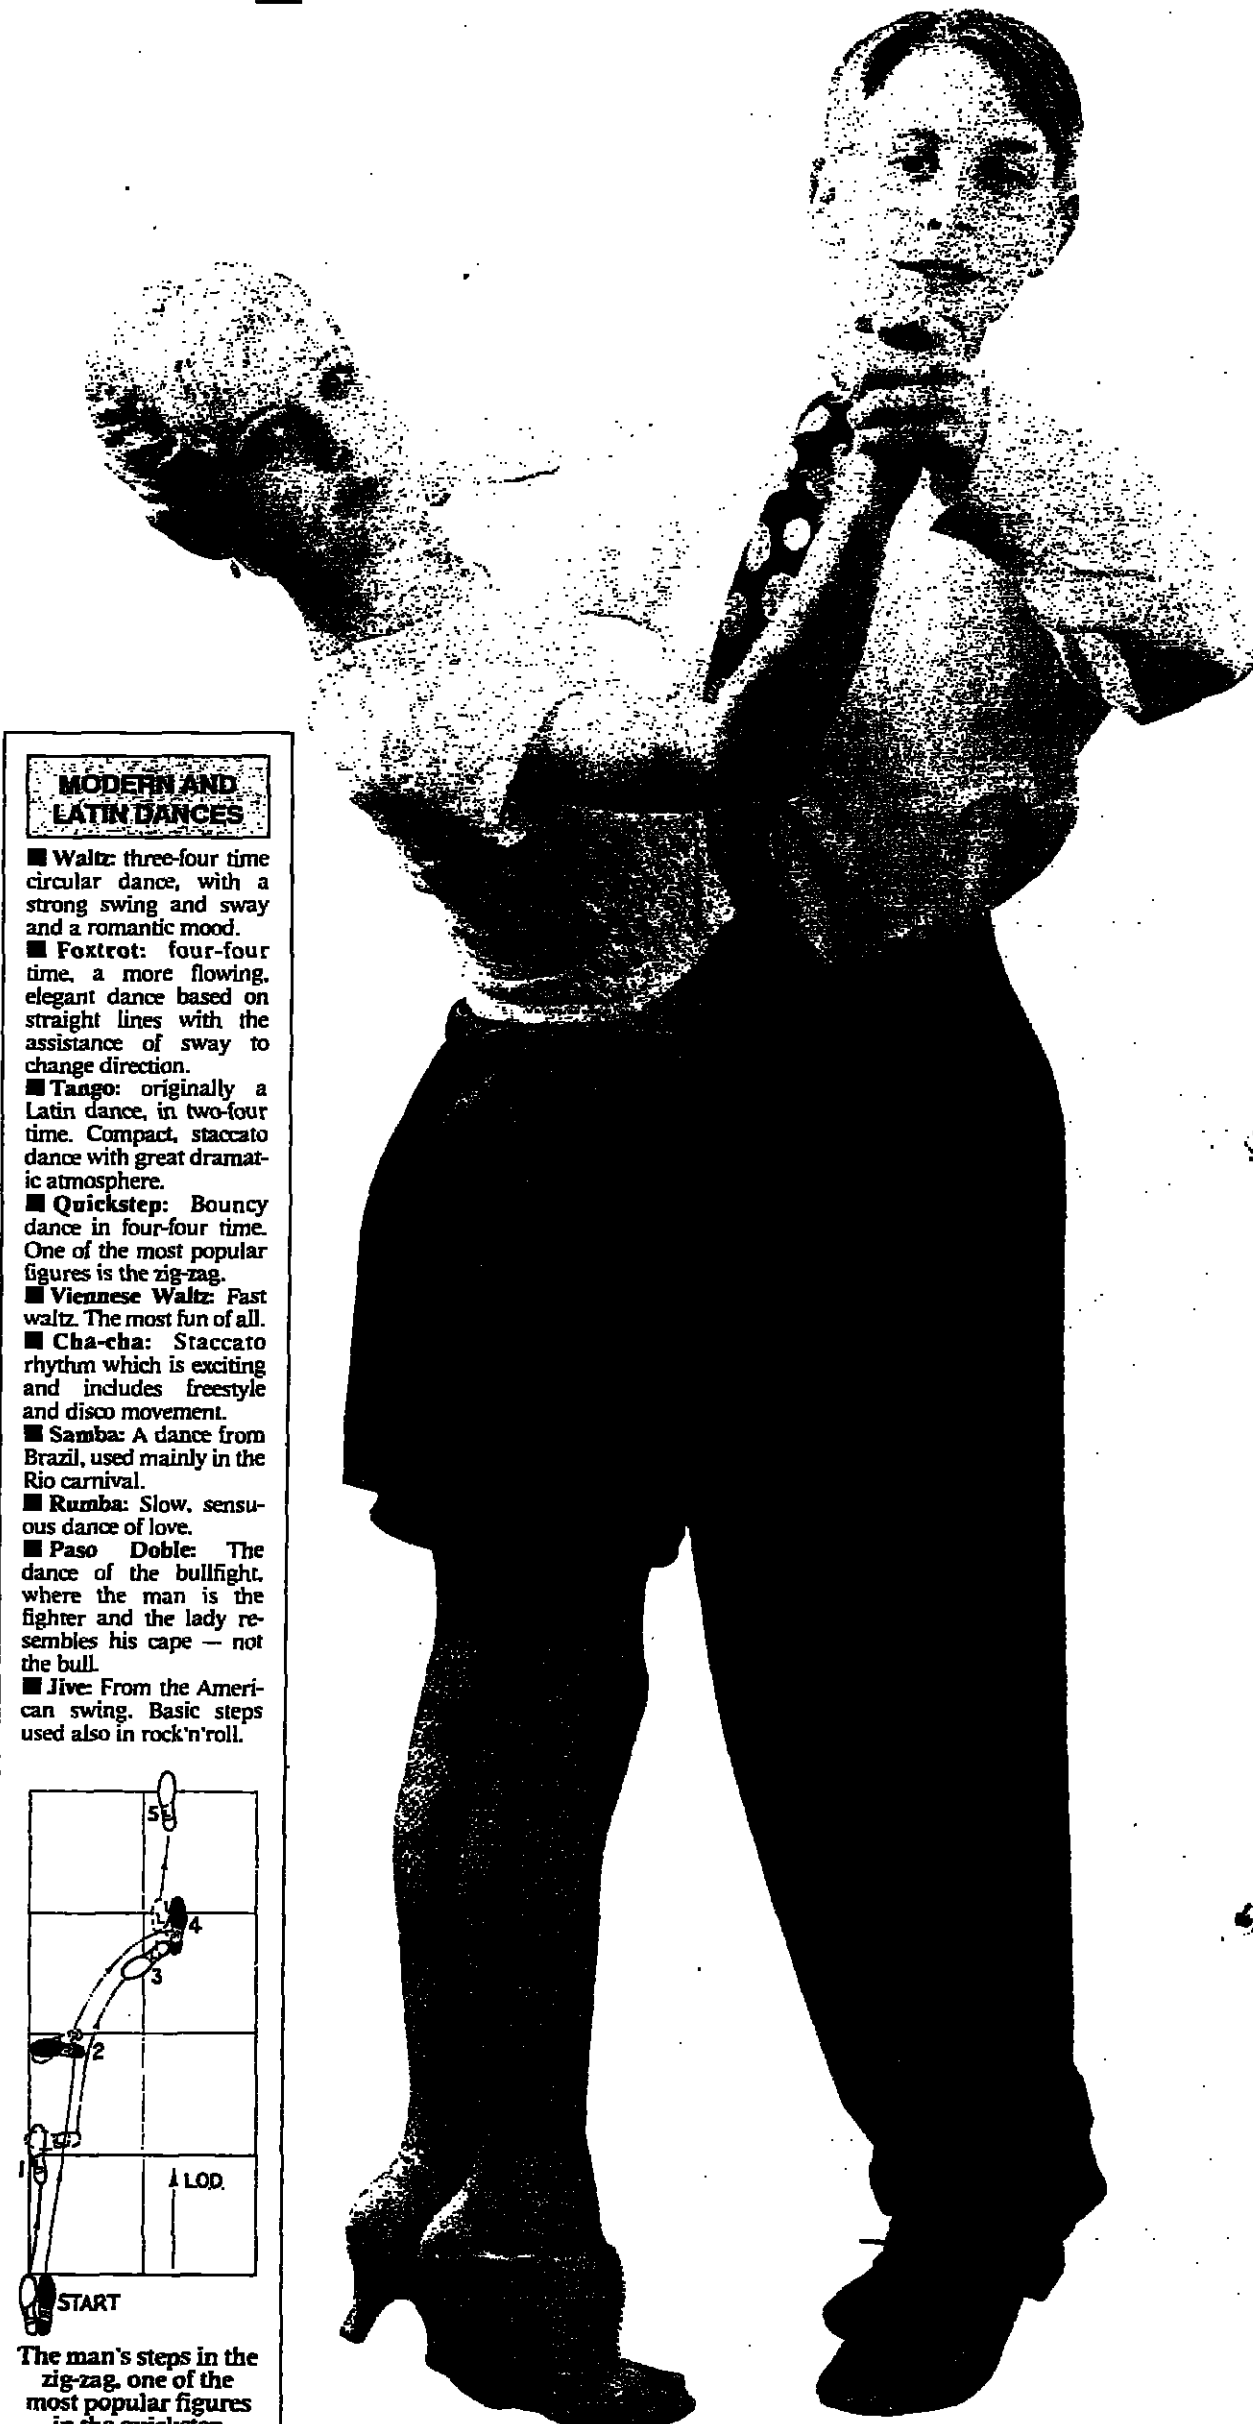 MODERN AND
LATIN DANCES
■ Waltz: three-four time
circular dance, with a
strong swing and sway
and a romantic mood.
■ Foxtrot: four-four
time, a more flowing,
elegant dance based on
straight lines with the
assistance of sway to
change direction.
■ Tango: originally a
Latin dance, in two-four
time. Compact, staccato
dance with great dramat-
ic atmosphere.
■ Quickstep: Bouncy
dance in four-four time.
One of the most popular
figures is the zig-zag.
■ Viennese Waltz: Fast
waltz. The most fun of all.
■ Cha-cha: Staccato
rhythm which is exciting
and includes freestyle
and disco movement.
■ Samba: A dance from
Brazil, used mainly in the
Rio carnival.
■ Rumba: Slow, sensu-
ous dance of love.
■ Paso Doble: The
dance of the bullfight,
where the man is the
fighter and the lady re-
sembles his cape — not
the bull.
■ Jive: From the Ameri-
can swing. Basic steps
used also in rock'n'roll.
5
4
3
2
1
L.O.D.
START
The man's steps in the
zig-zag, one of the
most popular figures
in the quickstep